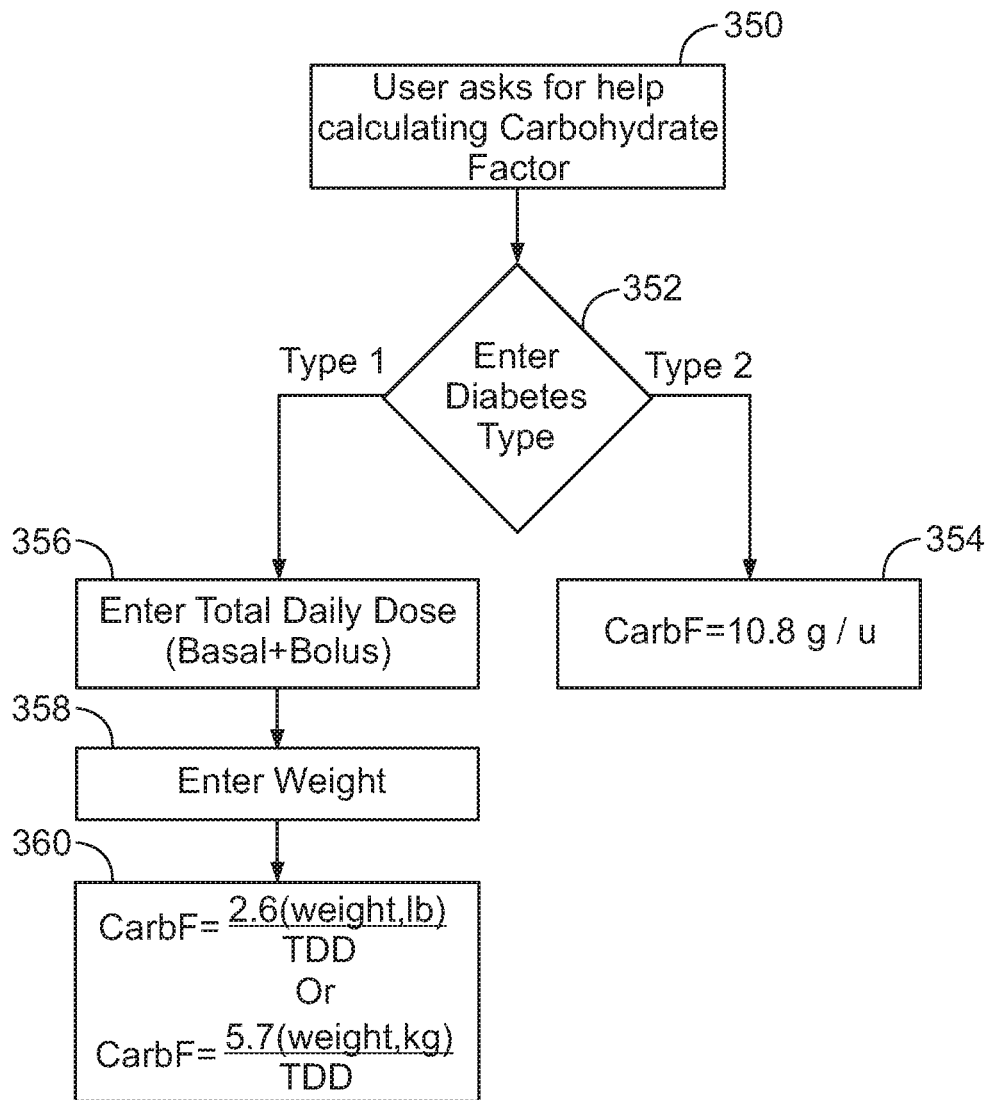 350
User asks for help
calculating Carbohydrate
Factor
352
Type 1
Enter
Diabetes
Type
Type 2
356
Enter Total Daily Dose
(Basal+Bolus)
354
CarbF=10.8 g / u
358
Enter Weight
360
CarbF= 2.6(weight,lb)
TDD
Or
CarbF= 5.7(weight,kg)
TDD